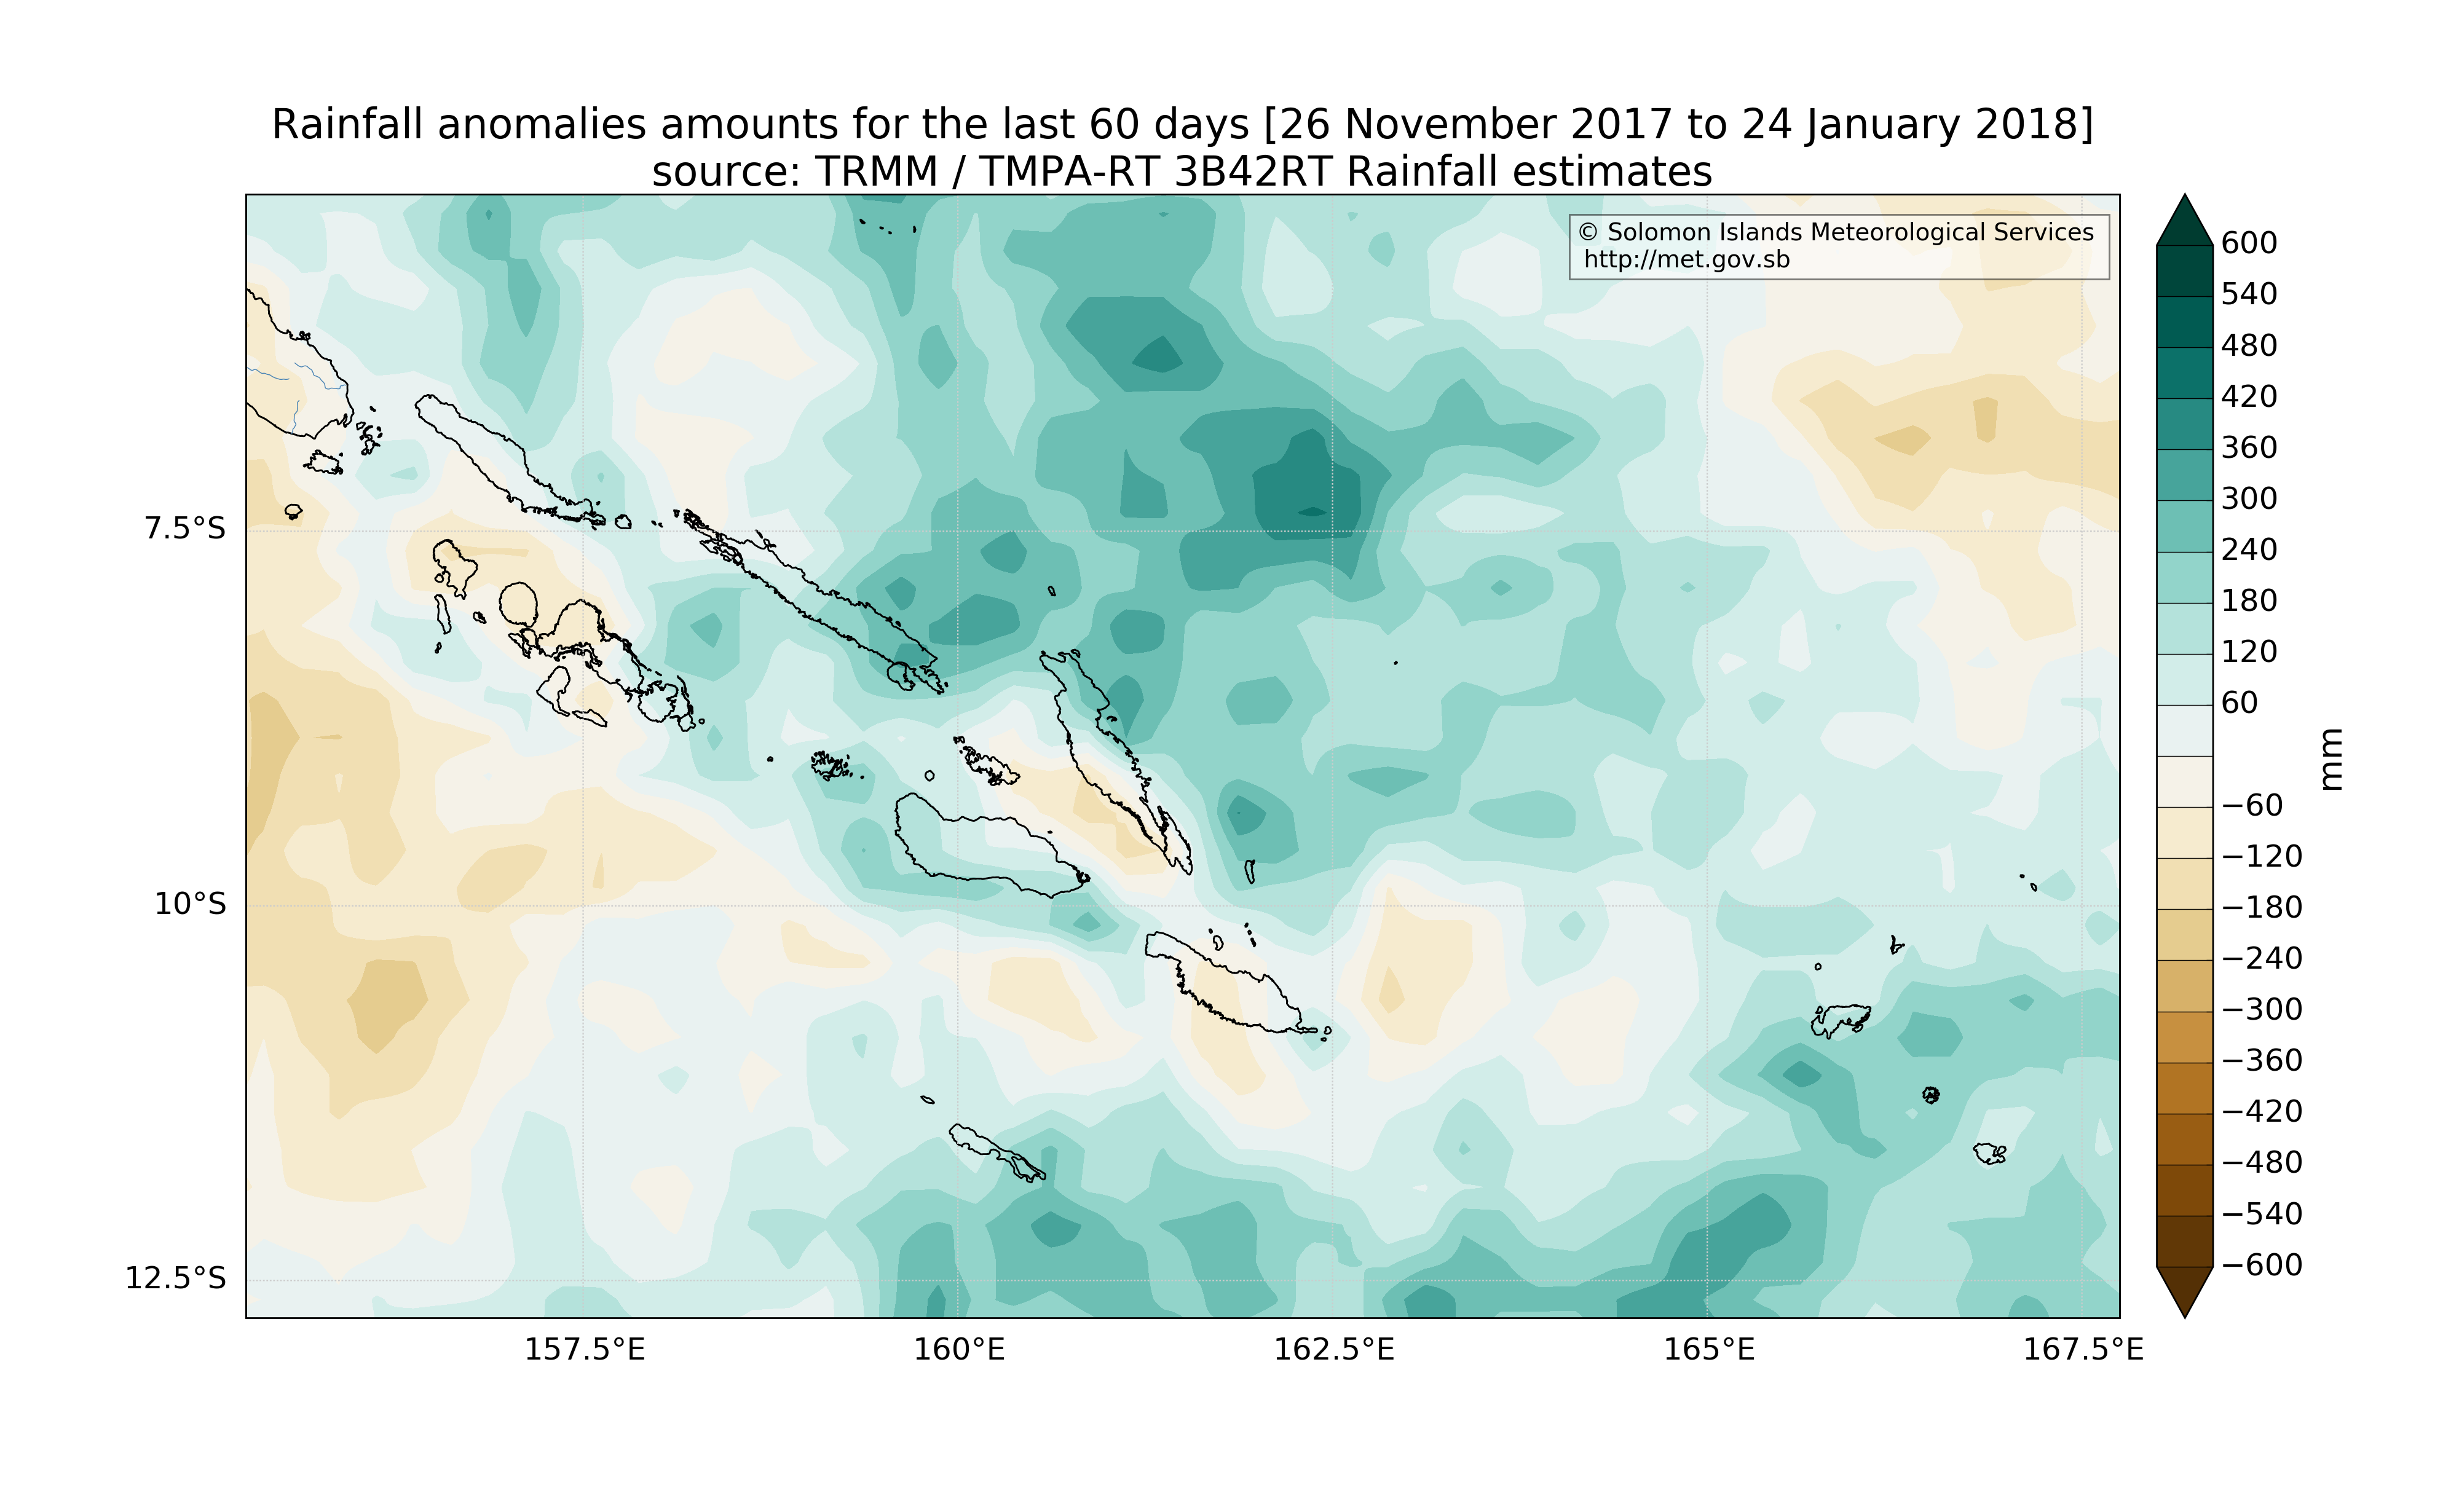 Rainfall anomalies amounts for the last 60 days [26 November 2017 to 24 January 2018]
source: TRMM / TMPA-RT 3B42RT Rainfall estimates
© Solomon Islands Meteorological Services
http://met.gov.sb
7.5°S
10°S
12.5°S
157.5°E
160°E
162.5°E
165°E
167.5°E
600
540
480
420
360
300
240
180
120
60
−60
−120
−180
−240
−300
−360
−420
−480
−540
−600
mm